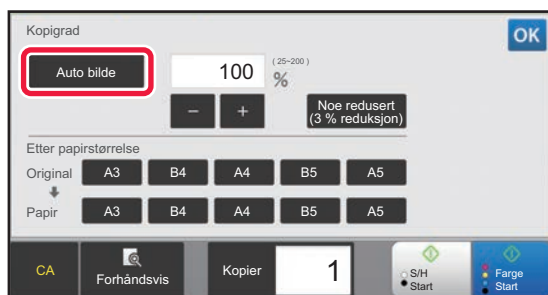 Kopigrad
OK
Auto bilde
100
(25~200)
%
–
+
Noe redusert
(3 % reduksjon)
Etter papirstørrelse
Original A3 B4 A4 B5 A5
Papir A3 B4 A4 B5 A5
CA
Forhåndsvis
Kopier
1
S/H
Start
Farge
Start